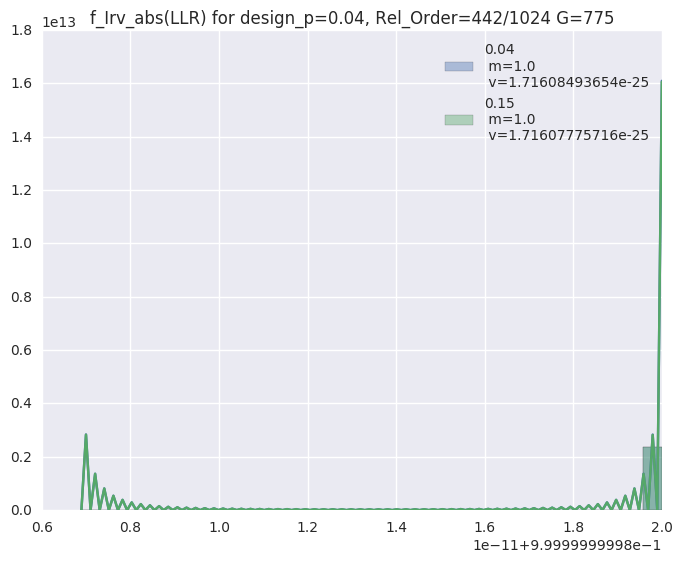 f_Irv_abs(LLR) for design_p=0.04, Rel_Order=442/1024 G=775
1e13
1.8
1.6
1.4
1.2
1.0
0.8
0.6
0.4
0.2
0.0
0.04
m=1.0
v=1.71608493654e-25
0.15
m=1.0
v=1.71607775716e-25
0.6 0.8 1.0 1.2 1.4 1.6 1.8 2.0
1e-11+9.9999999998e-1